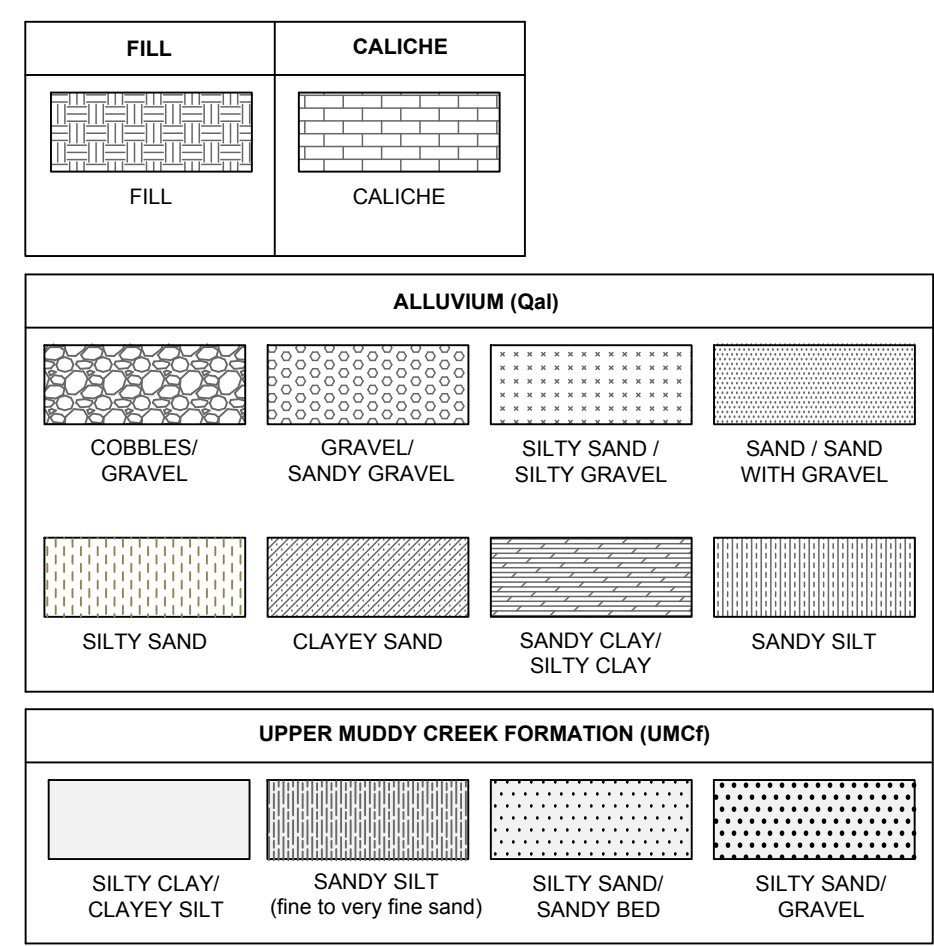 FILL
CALICHE
FILL
CALICHE
ALLUVIUM (Qal)
COBBLES/
GRAVEL
GRAVEL/
SANDY GRAVEL
SILTY SAND /
SILTY GRAVEL
SAND / SAND
WITH GRAVEL
SILTY SAND
CLAYEY SAND
SANDY CLAY/
SILTY CLAY
SANDY SILT
UPPER MUDDY CREEK FORMATION (UMCf)
SILTY CLAY/
CLAYEY SILT
SANDY SILT
(fine to very fine sand)
SILTY SAND/
SANDY BED
SILTY SAND/
GRAVEL